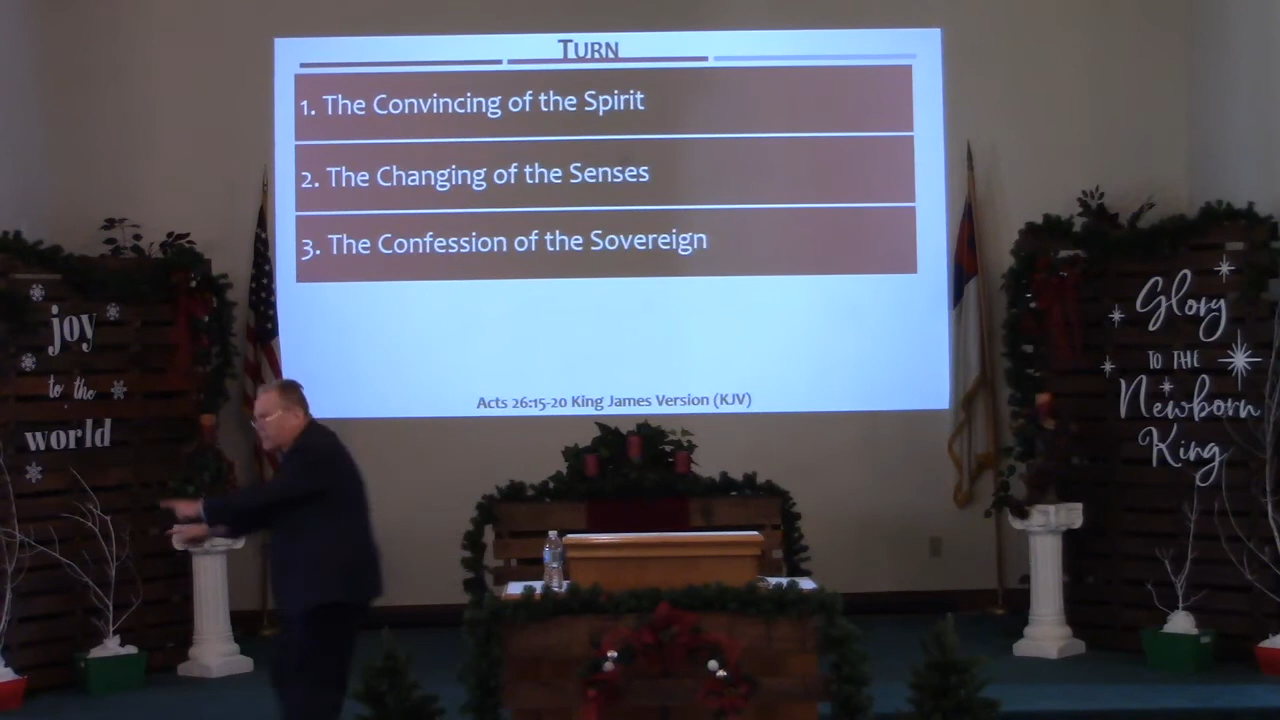 TURN
1. The Convincing of the Spirit
2. The Changing of the Senses
3. The Confession of the Sovereign
Acts 26:15-20 King James Version (KJV)
joy
to the
world
Glory
TO THE
Newborn
King